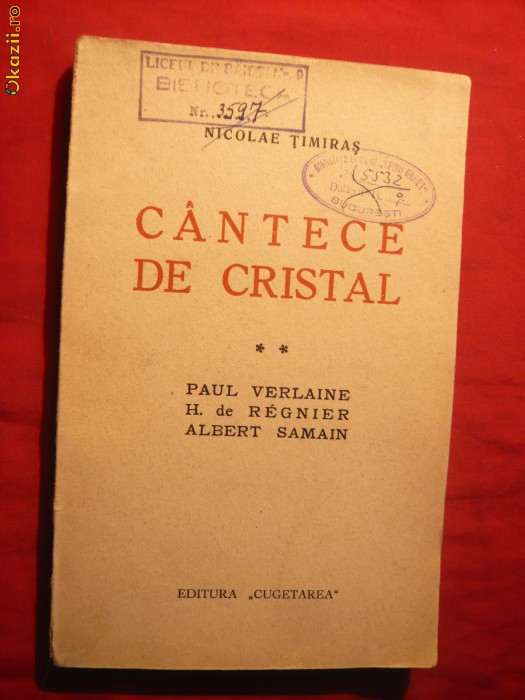 Okazii.ro
LICEUL DE BĂIEȚI Nr. 9
BIBLIOTECA
Nr. 3597
NICOLAE ȚIMIRAȘ
5532
BUCUREȘTI
CÂNTECE
DE CRISTAL
* *
PAUL VERLAINE
H. de RÉGNIER
ALBERT SAMAIN
EDITURA „CUGETAREA“